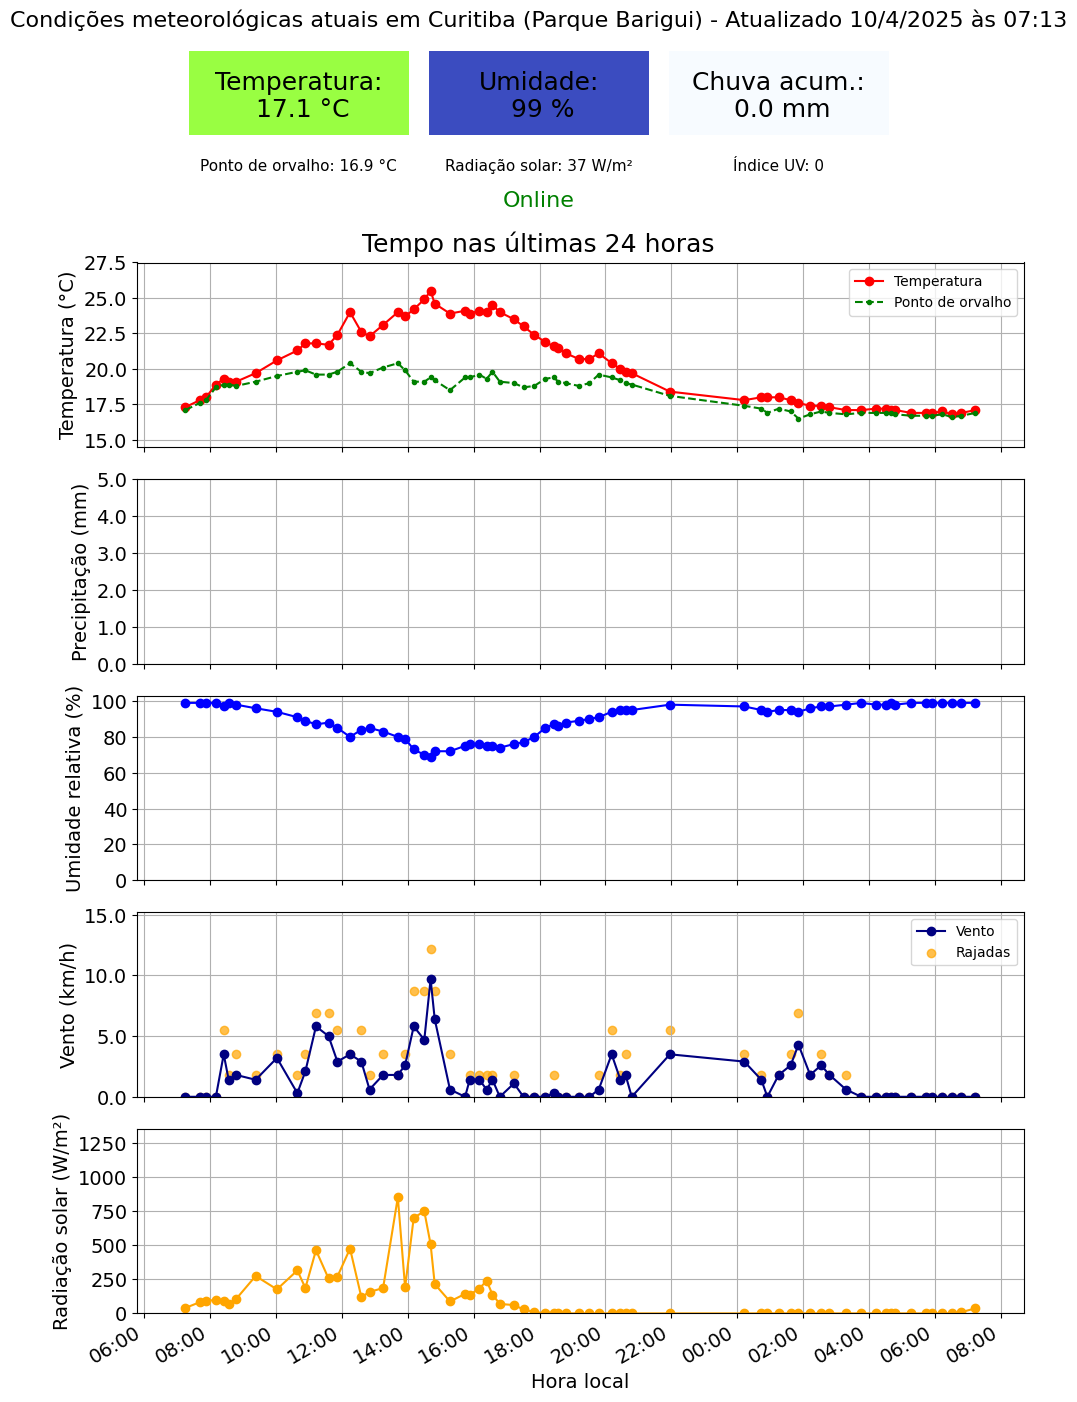 Condições meteorológicas atuais em Curitiba (Parque Barigui) - Atualizado 10/4/2025 às 07:13
Temperatura:
17.1 °C
Umidade:
99 %
Chuva acum.:
0.0 mm
Ponto de orvalho: 16.9 °C
Radiação solar: 37 W/m²
Índice UV: 0
Online
Tempo nas últimas 24 horas
Temperatura (°C)
27.5
25.0
22.5
20.0
17.5
15.0
Temperatura
Ponto de orvalho
Precipitação (mm)
5.0
4.0
3.0
2.0
1.0
0.0
Umidade relativa (%)
100
80
60
40
20
0
Vento (km/h)
15.0
10.0
5.0
0.0
Vento
Rajadas
Radiação solar (W/m²)
1250
1000
750
500
250
0
06:00
08:00
10:00
12:00
14:00
16:00
18:00
20:00
22:00
00:00
02:00
04:00
06:00
08:00
Hora local